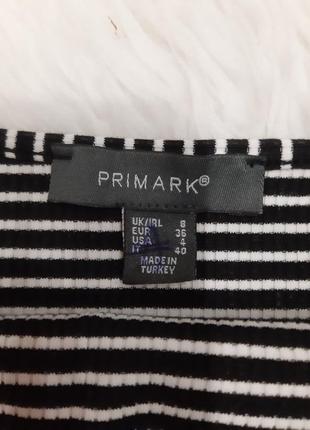 PRIMARK®
UK/IRL 8
EUR 36
USA 4
IT 40
MADE IN
TURKEY